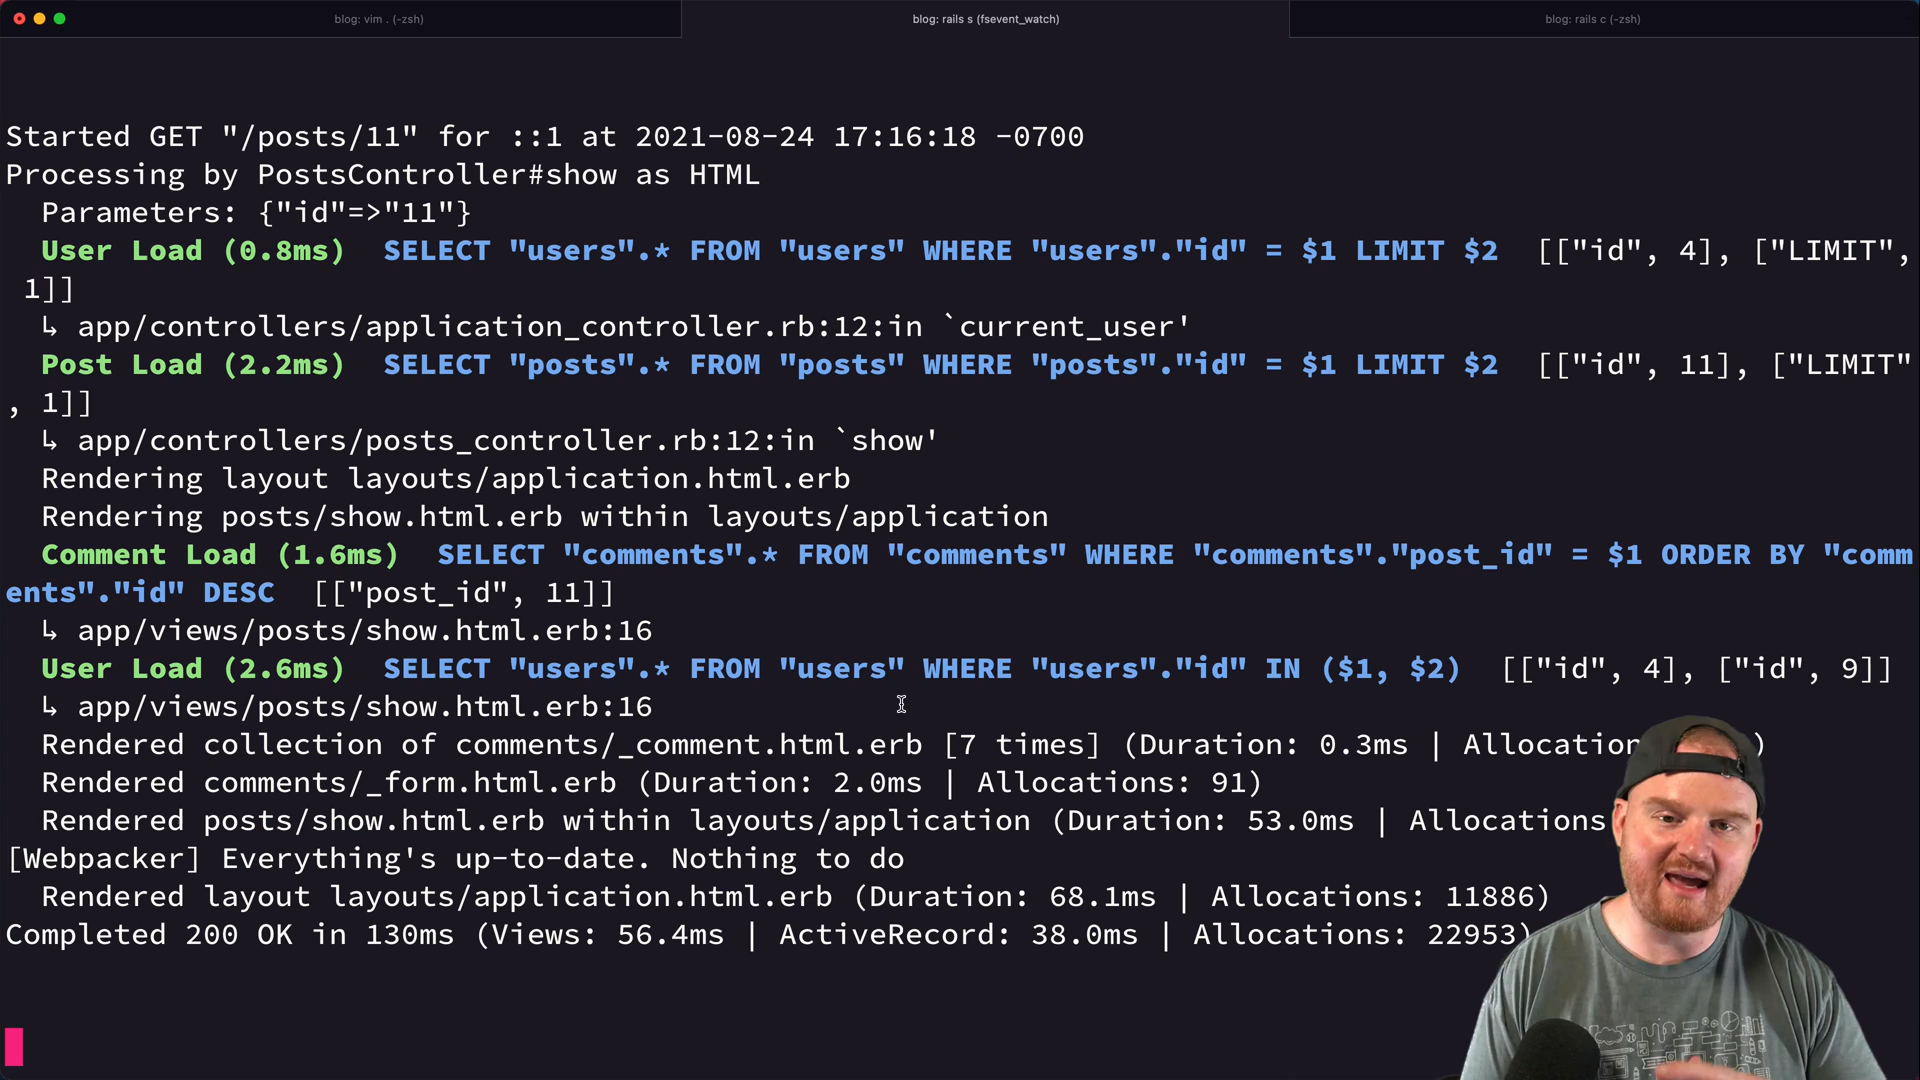 blog: vim . (-zsh)
blog: rails s (fsevent_watch)
blog: rails c (-zsh)
Started GET "/posts/11" for ::1 at 2021-08-24 17:16:18 -0700
Processing by PostsController#show as HTML
  Parameters: {"id"=>"11"}
  User Load (0.8ms)  SELECT "users".* FROM "users" WHERE "users"."id" = $1 LIMIT $2  [["id", 4], ["LIMIT",
 1]]
  ↳ app/controllers/application_controller.rb:12:in `current_user'
  Post Load (2.2ms)  SELECT "posts".* FROM "posts" WHERE "posts"."id" = $1 LIMIT $2  [["id", 11], ["LIMIT"
, 1]]
  ↳ app/controllers/posts_controller.rb:12:in `show'
  Rendering layout layouts/application.html.erb
  Rendering posts/show.html.erb within layouts/application
  Comment Load (1.6ms)  SELECT "comments".* FROM "comments" WHERE "comments"."post_id" = $1 ORDER BY "comm
ents"."id" DESC  [["post_id", 11]]
  ↳ app/views/posts/show.html.erb:16
  User Load (2.6ms)  SELECT "users".* FROM "users" WHERE "users"."id" IN ($1, $2)  [["id", 4], ["id", 9]]
  ↳ app/views/posts/show.html.erb:16
  Rendered collection of comments/_comment.html.erb [7 times] (Duration: 0.3ms | Allocation )
  Rendered comments/_form.html.erb (Duration: 2.0ms | Allocations: 91)
  Rendered posts/show.html.erb within layouts/application (Duration: 53.0ms | Allocations
[Webpacker] Everything's up-to-date. Nothing to do
  Rendered layout layouts/application.html.erb (Duration: 68.1ms | Allocations: 11886)
Completed 200 OK in 130ms (Views: 56.4ms | ActiveRecord: 38.0ms | Allocations: 22953)